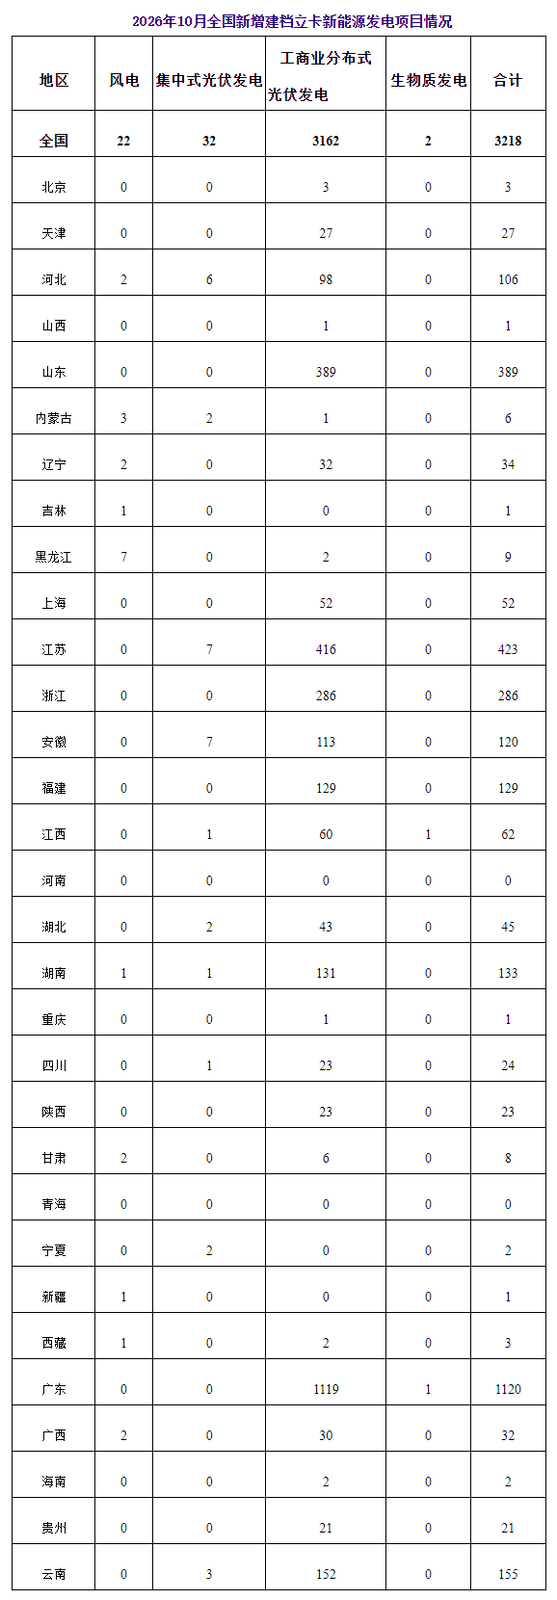 2026年10月全国新增建档立卡新能源发电项目情况
地区 风电 集中式光伏发电 工商业分布式光伏发电 生物质发电 合计
全国 22 32 3162 2 3218
北京 0 0 3 0 3
天津 0 0 27 0 27
河北 2 6 98 0 106
山西 0 0 1 0 1
山东 0 0 389 0 389
内蒙古 3 2 1 0 6
辽宁 2 0 32 0 34
吉林 1 0 0 0 1
黑龙江 7 0 2 0 9
上海 0 0 52 0 52
江苏 0 7 416 0 423
浙江 0 0 286 0 286
安徽 0 7 113 0 120
福建 0 0 129 0 129
江西 0 1 60 1 62
河南 0 0 0 0 0
湖北 0 2 43 0 45
湖南 1 1 131 0 133
重庆 0 0 1 0 1
四川 0 1 23 0 24
陕西 0 0 23 0 23
甘肃 2 0 6 0 8
青海 0 0 0 0 0
宁夏 0 2 0 0 2
新疆 1 0 0 0 1
西藏 1 0 2 0 3
广东 0 0 1119 1 1120
广西 2 0 30 0 32
海南 0 0 2 0 2
贵州 0 0 21 0 21
云南 0 3 152 0 155